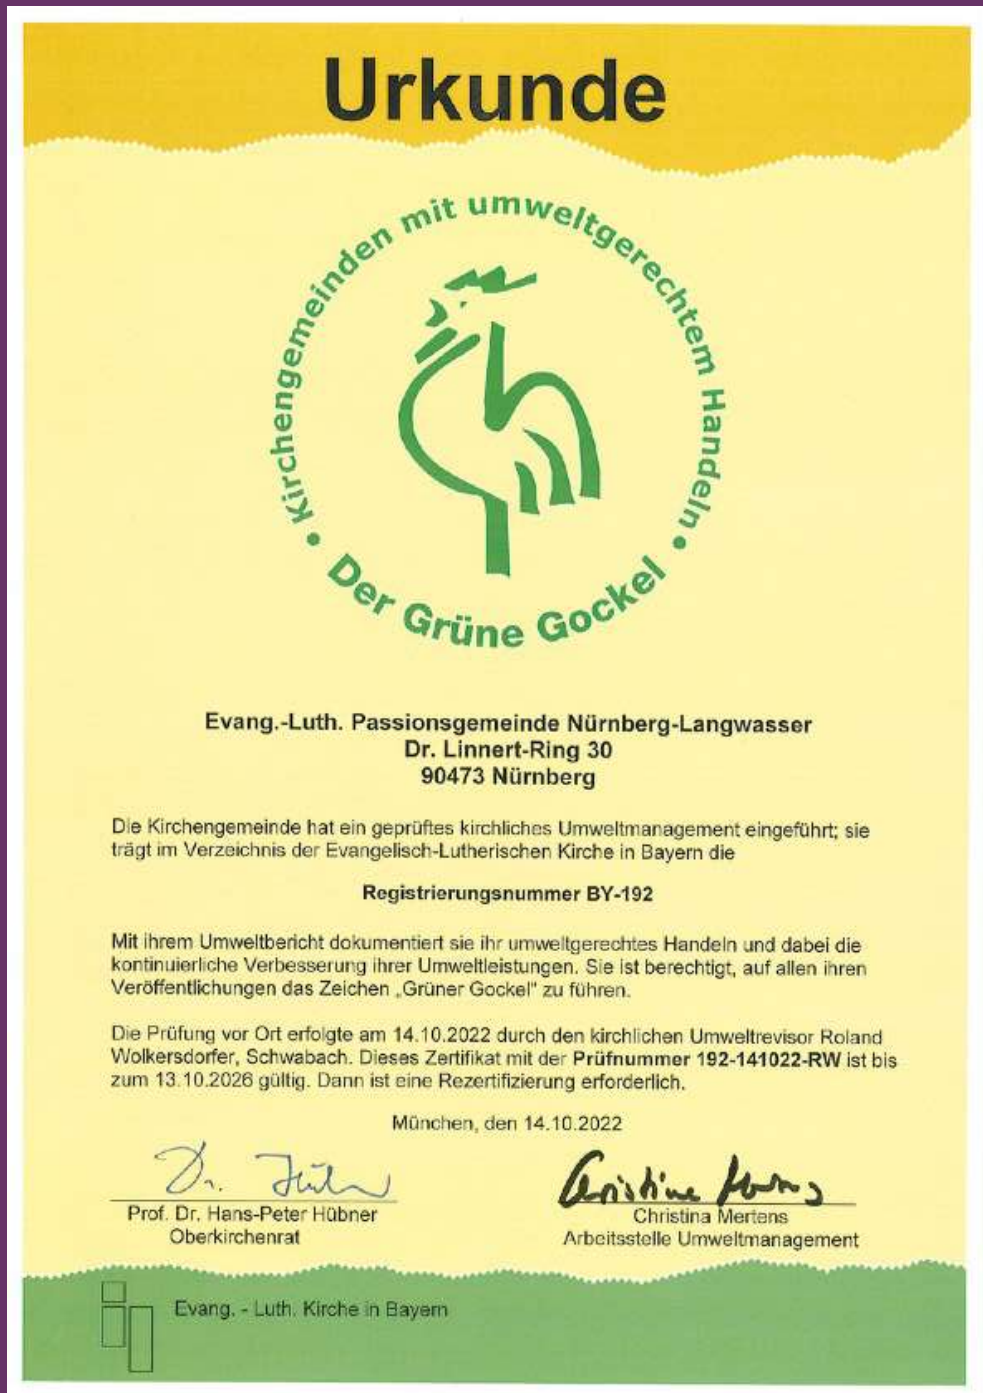 Urkunde
Kirchengemeinden mit umweltgerechtem Handeln
• Der Grüne Gockel •
Evang.-Luth. Passionsgemeinde Nürnberg-Langwasser
Dr. Linnert-Ring 30
90473 Nürnberg
Die Kirchengemeinde hat ein geprüftes kirchliches Umweltmanagement eingeführt; sie
trägt im Verzeichnis der Evangelisch-Lutherischen Kirche in Bayern die
Registrierungsnummer BY-192
Mit ihrem Umweltbericht dokumentiert sie ihr umweltgerechtes Handeln und dabei die
kontinuierliche Verbesserung ihrer Umweltleistungen. Sie ist berechtigt, auf allen ihren
Veröffentlichungen das Zeichen „Grüner Gockel" zu führen.
Die Prüfung vor Ort erfolgte am 14.10.2022 durch den kirchlichen Umweltrevisor Roland
Wolkersdorfer, Schwabach. Dieses Zertifikat mit der Prüfnummer 192-141022-RW ist bis
zum 13.10.2026 gültig. Dann ist eine Rezertifizierung erforderlich.
München, den 14.10.2022
Dr.
Prof. Dr. Hans-Peter Hübner
Oberkirchenrat
Christine
Christina Mertens
Arbeitsstelle Umweltmanagement
Evang. - Luth. Kirche in Bayern